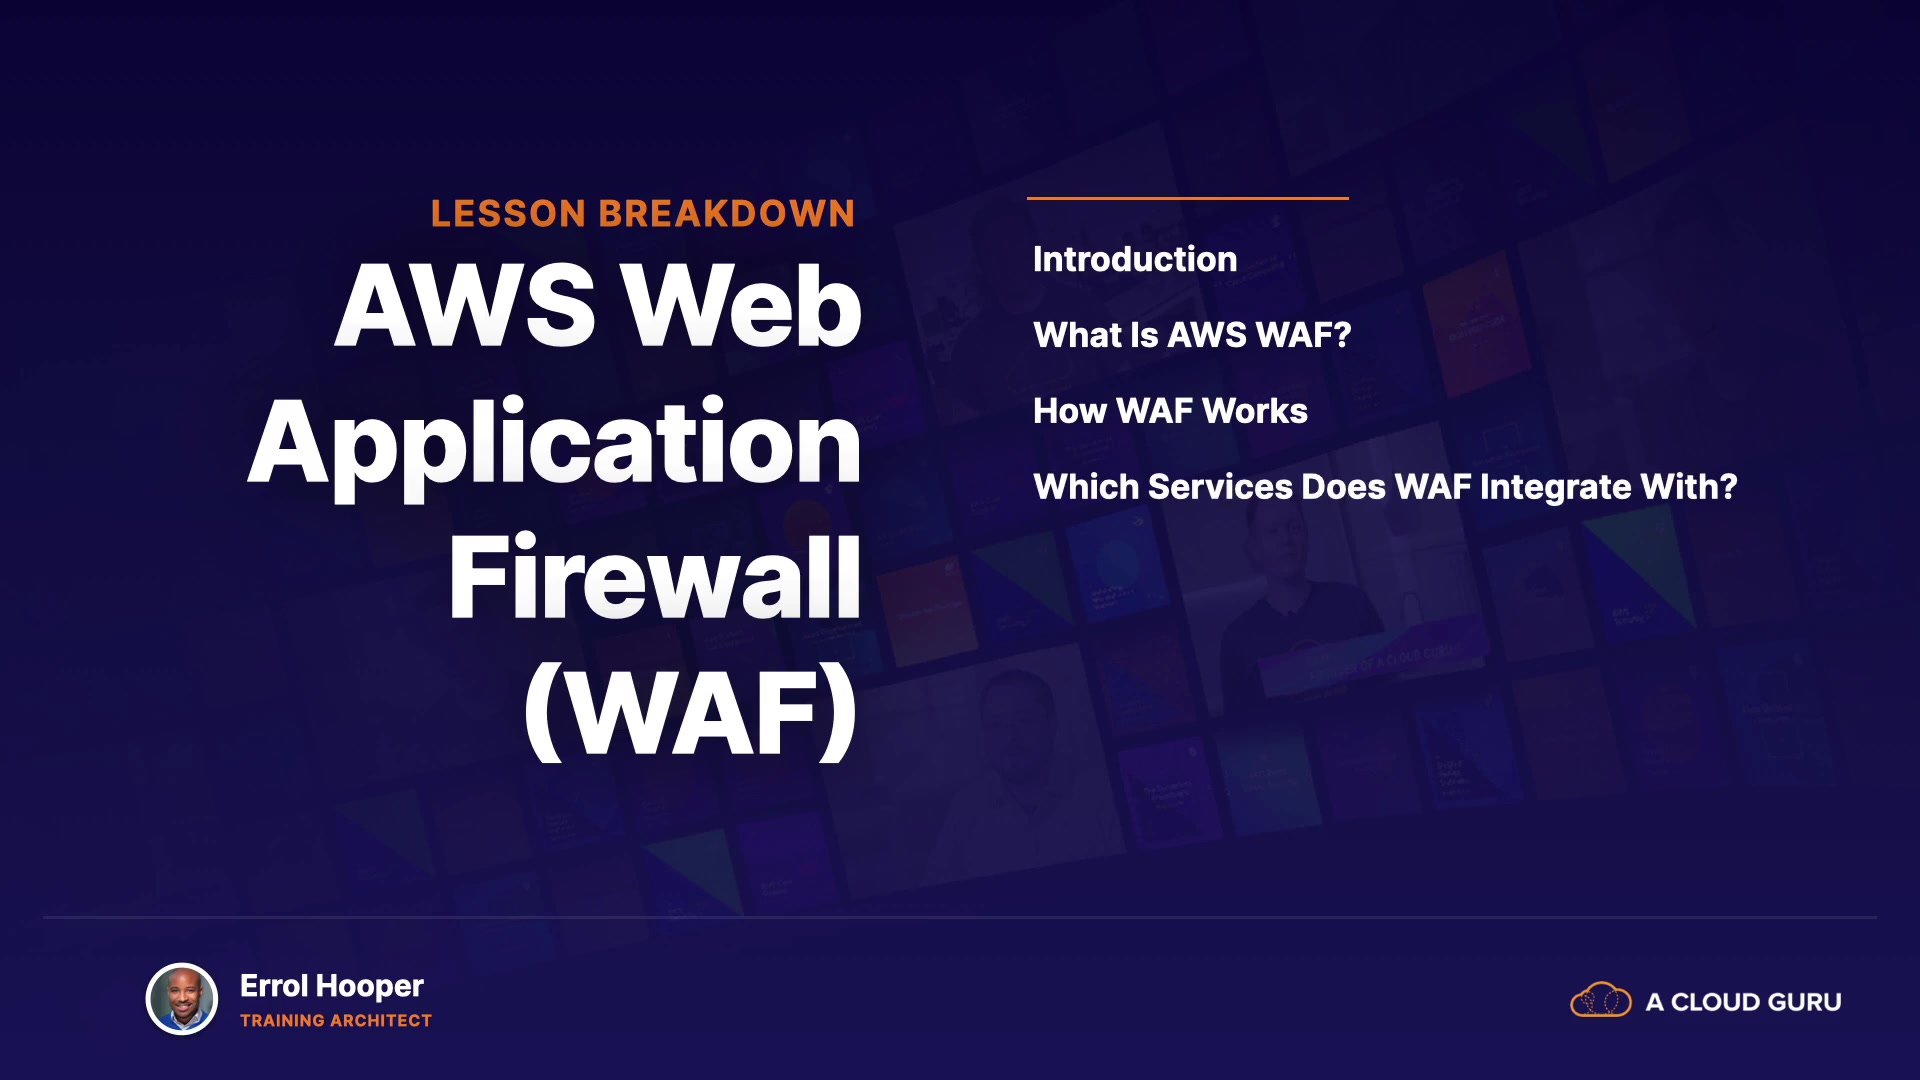 LESSON BREAKDOWN
AWS Web
Application
Firewall
(WAF)
Introduction
What Is AWS WAF?
How WAF Works
Which Services Does WAF Integrate With?
Errol Hooper
TRAINING ARCHITECT
A CLOUD GURU